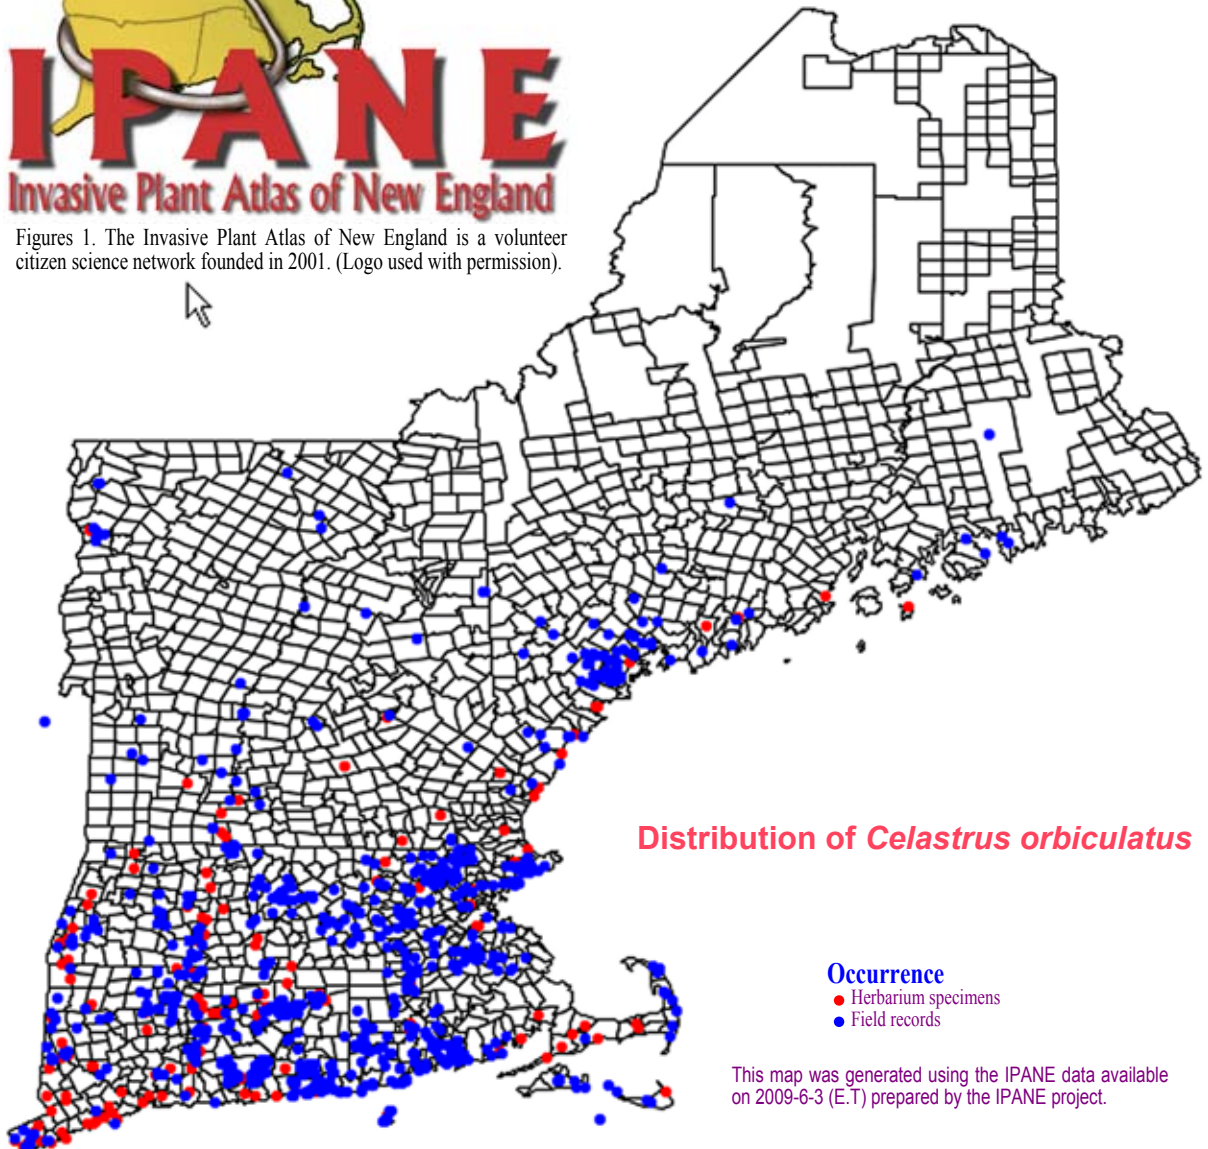 IPANE
Invasive Plant Atlas of New England
Figures 1. The Invasive Plant Atlas of New England is a volunteer
citizen science network founded in 2001. (Logo used with permission).
Distribution of Celastrus orbiculatus
Occurrence
Herbarium specimens
Field records
This map was generated using the IPANE data available
on 2009-6-3 (E.T) prepared by the IPANE project.